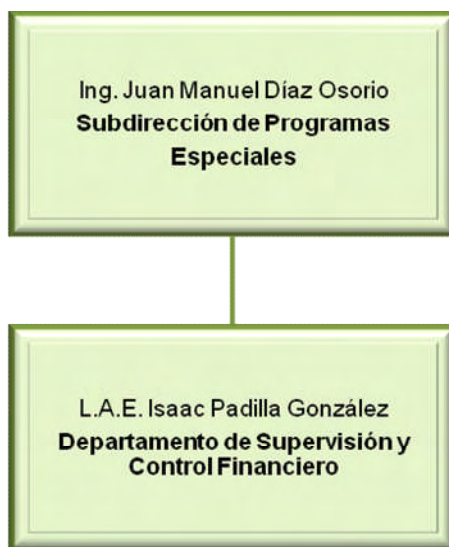 Ing. Juan Manuel Díaz Osorio
Subdirección de Programas
Especiales
L.A.E. Isaac Padilla González
Departamento de Supervisión y
Control Financiero